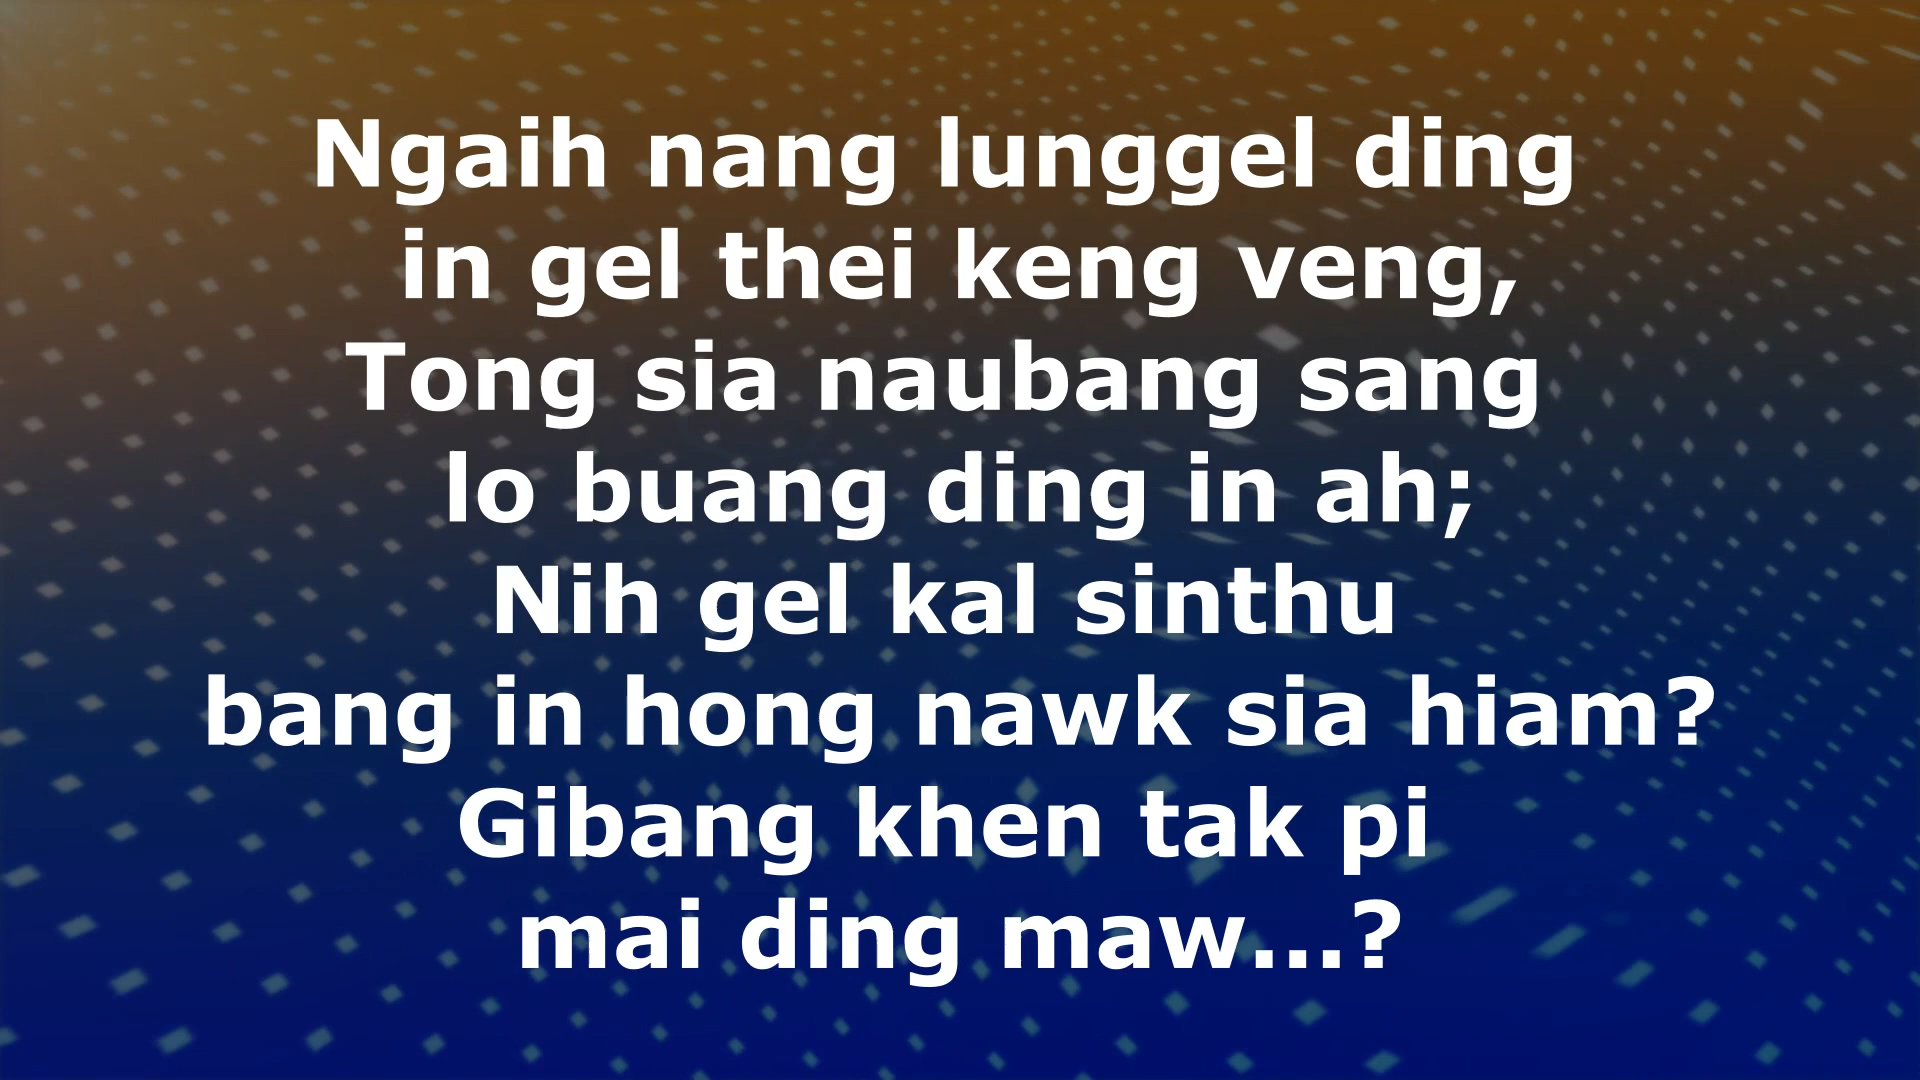 Ngaih nang lunggel ding
in gel thei keng veng,
Tong sia naubang sang
lo buang ding in ah;
Nih gel kal sinthu
bang in hong nawk sia hiam?
Gibang khen tak pi
mai ding maw...?